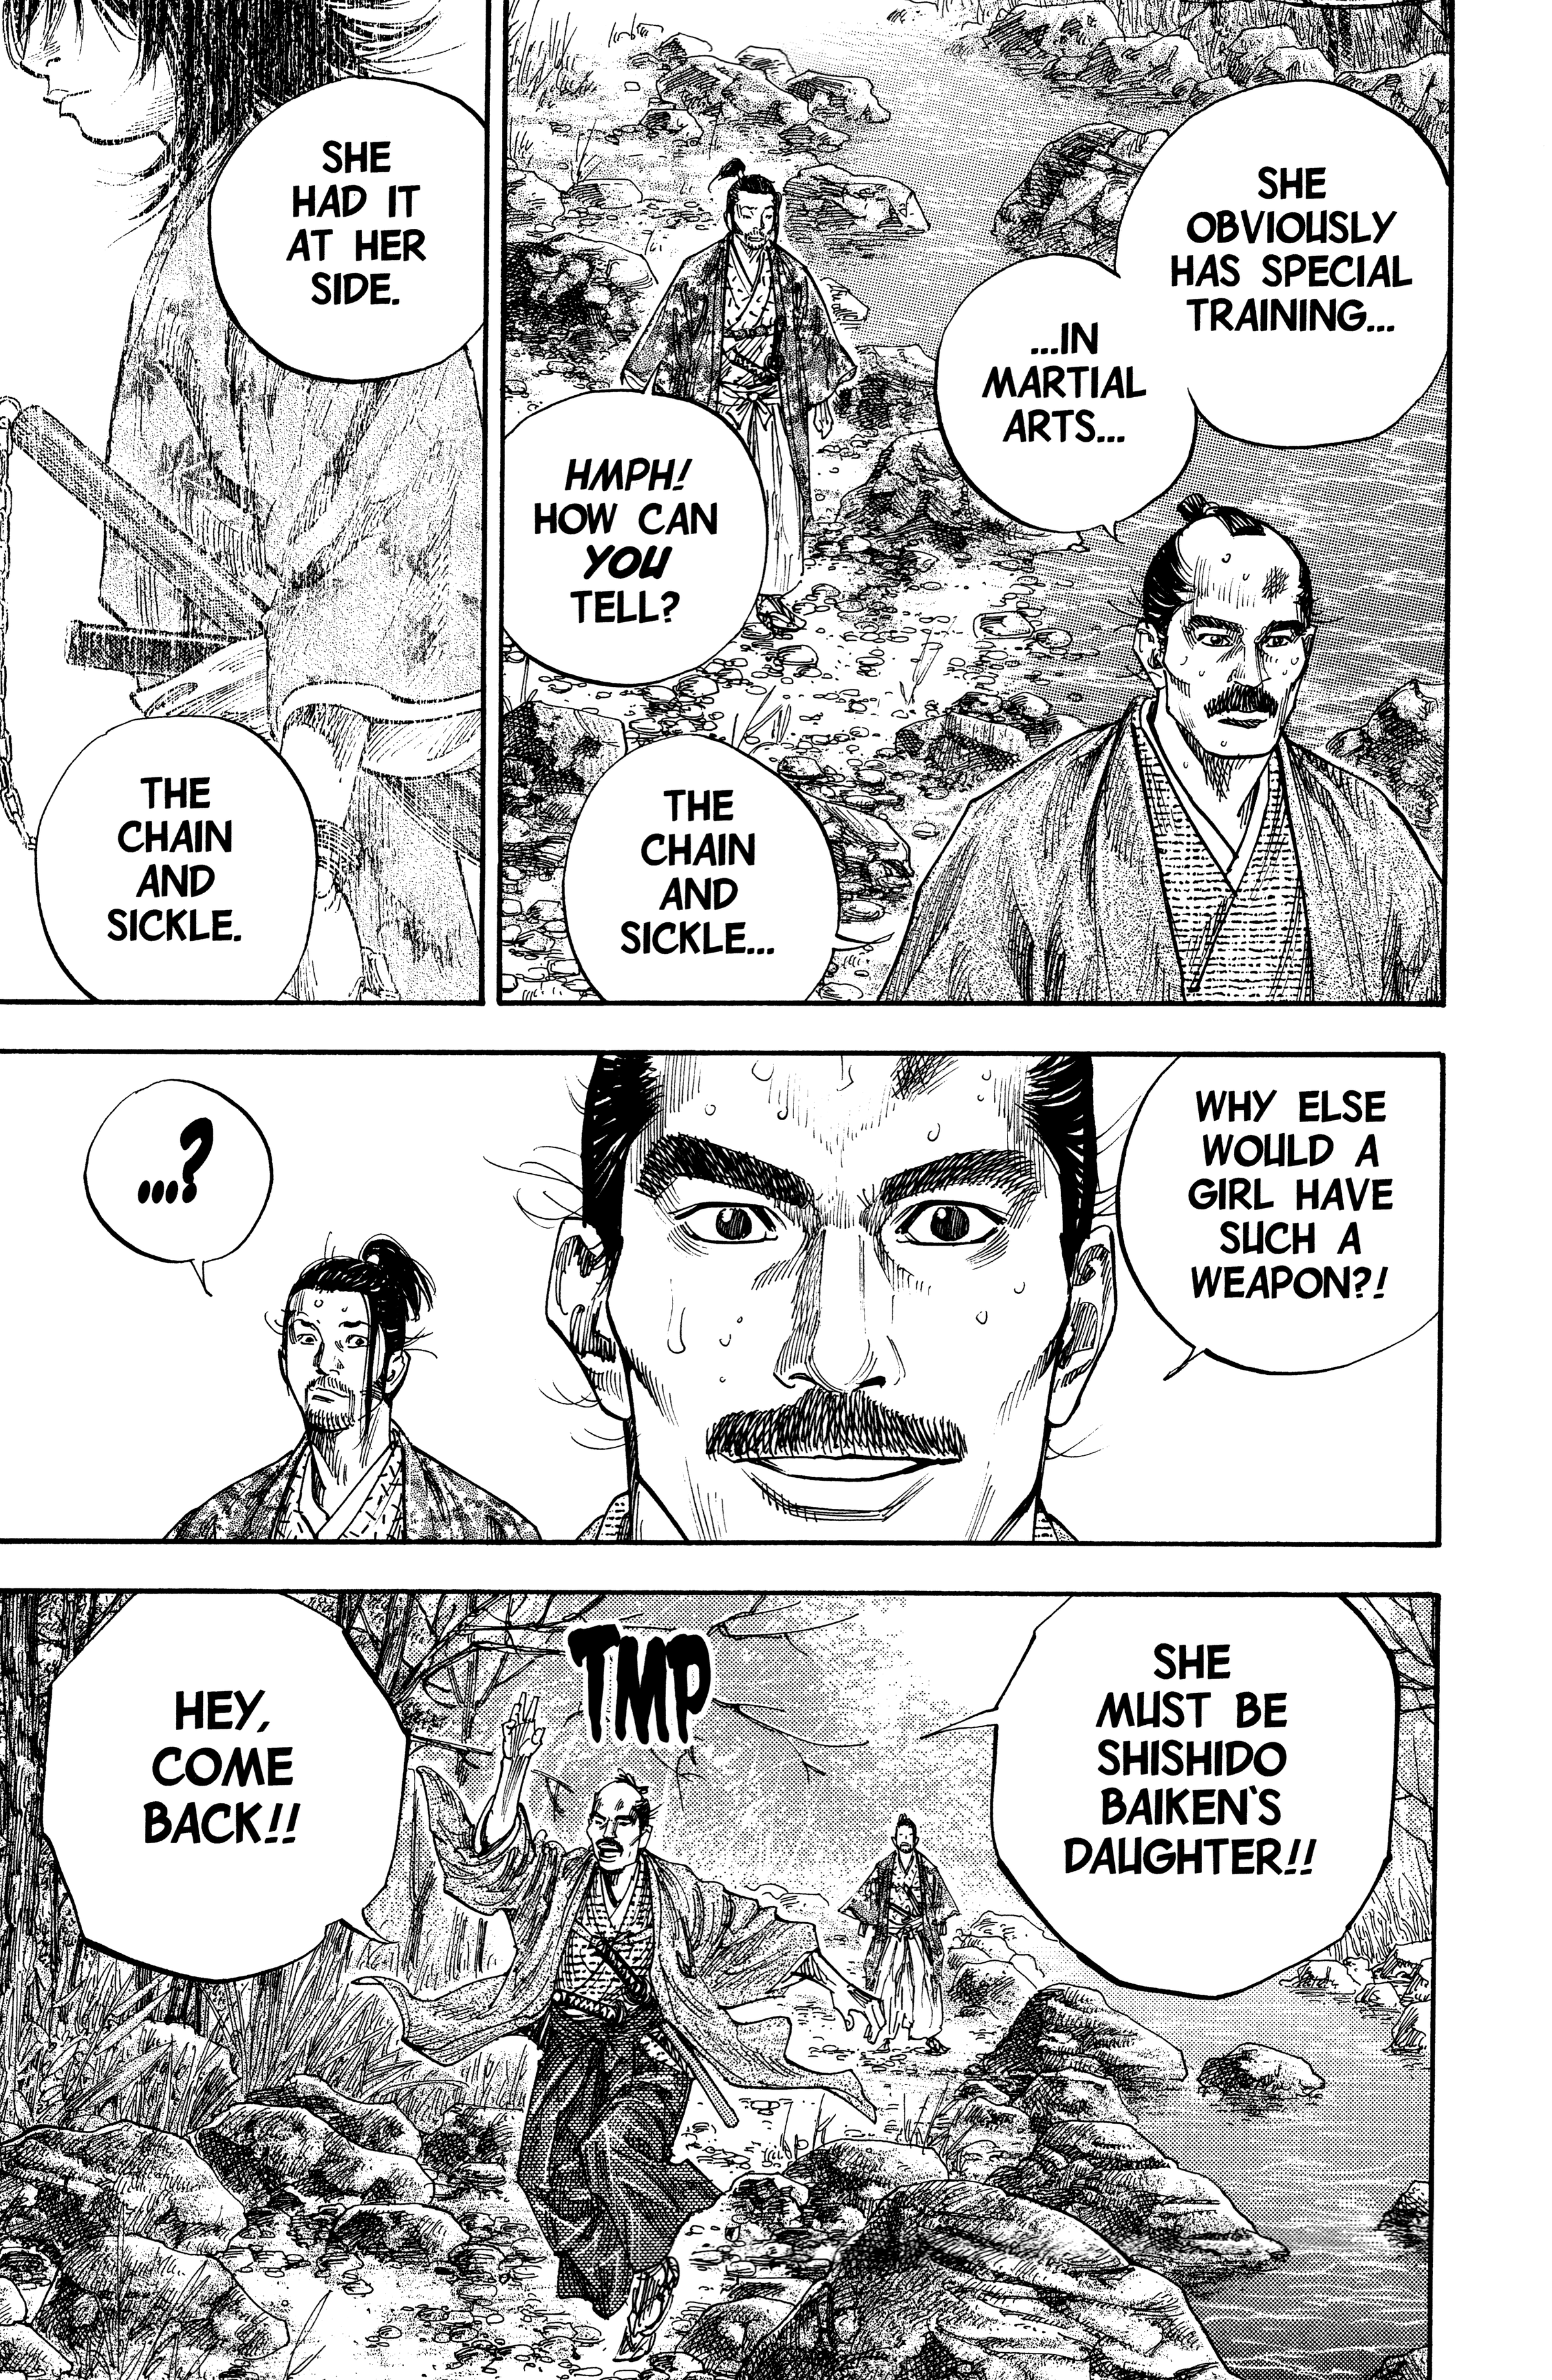 SHE
OBVIOUSLY
HAS SPECIAL
TRAINING...
...IN
MARTIAL
ARTS...
HMPH!
HOW CAN
YOU
TELL?
THE
CHAIN
AND
SICKLE...
SHE
HAD IT
AT HER
SIDE.
THE
CHAIN
AND
SICKLE.
WHY ELSE
WOULD A
GIRL HAVE
SUCH A
WEAPON?!
...?
SHE
MUST BE
SHISHIDO
BAIKEN'S
DAUGHTER!!
TMP
HEY,
COME
BACK!!